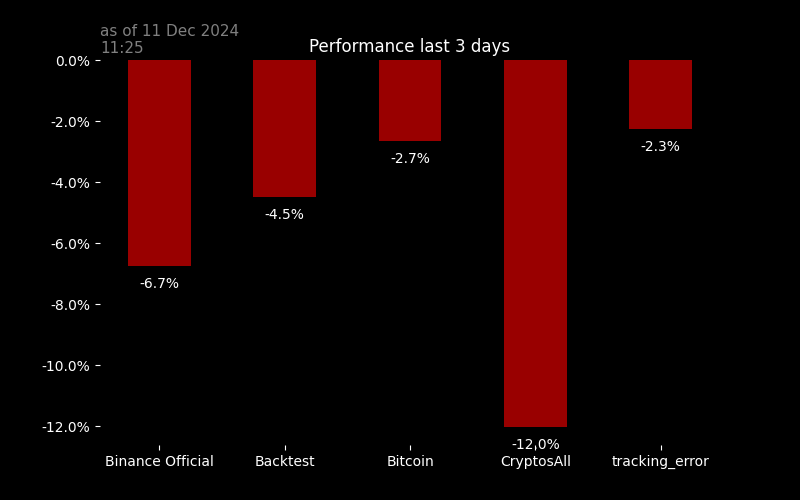 as of 11 Dec 2024
11:25
Performance last 3 days
0.0%
-2.0%
-4.0%
-6.0%
-8.0%
-10.0%
-12.0%
-6.7%
-4.5%
-2.7%
-12.0%
-2.3%
Binance Official
Backtest
Bitcoin
CryptosAll
tracking_error